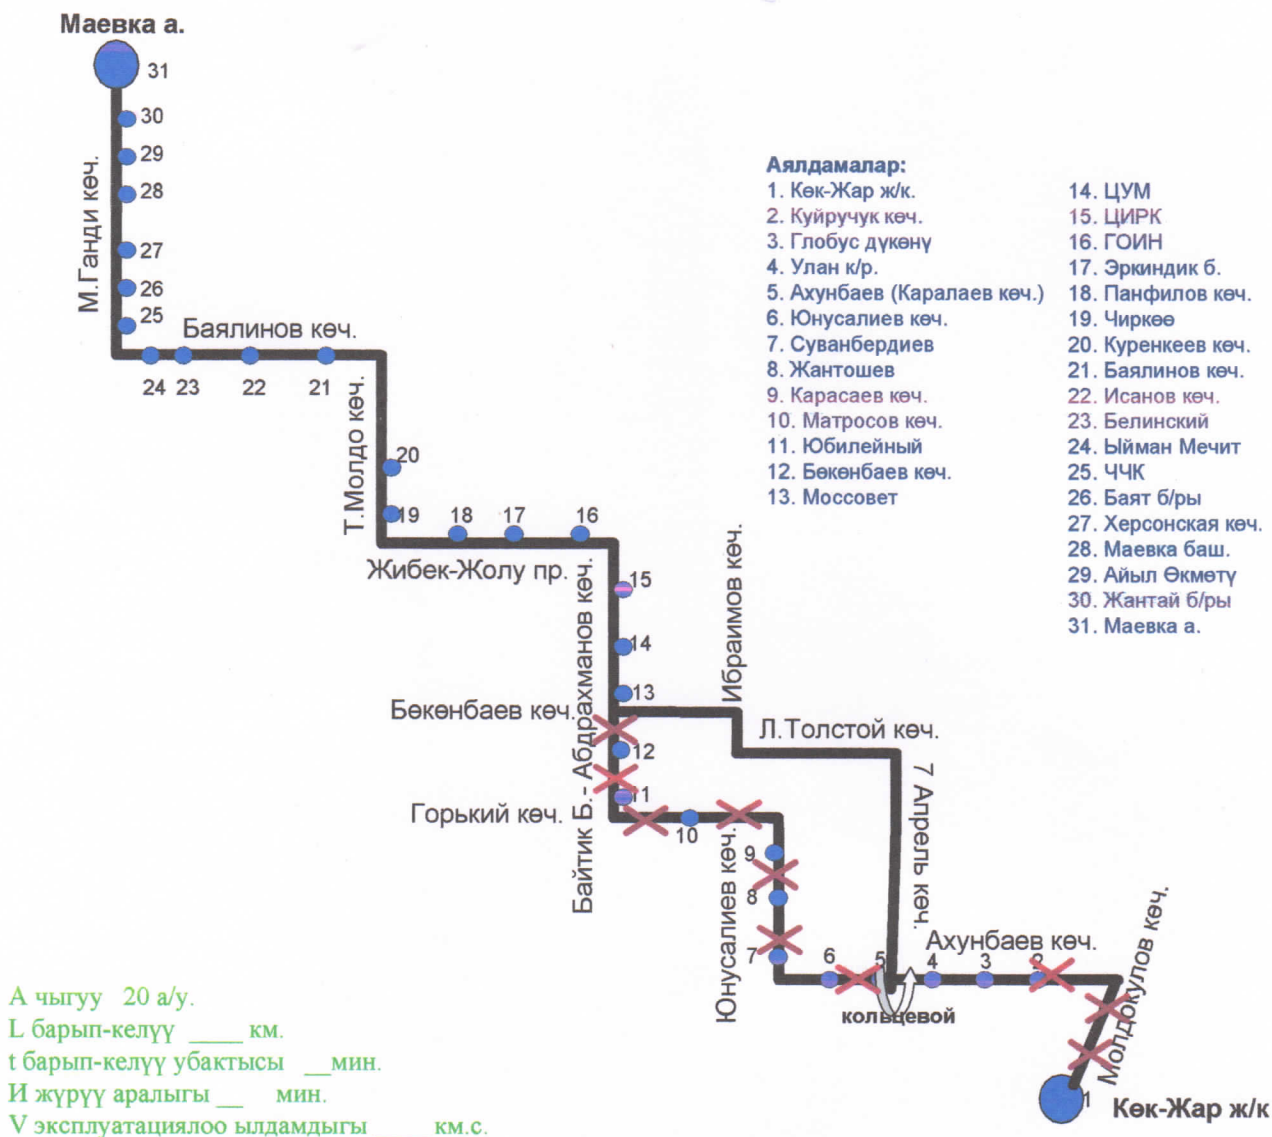 Маевка а.
31
30
29
28
27
26
25
М.Ганди көч.
Баялинов көч.
24 23 22 21
Т.Молдо көч.
20
19 18 17 16
Жибек-Жолу пр.
15
14
13
Байтик Б.- Абдрахманов көч.
Бөкөнбаев көч.
Ибраимов көч.
Л.Толстой көч.
12
11
Горький көч.
10
7 Апрель көч.
Юнусалиев көч.
9
8
7
6 5 4 3 2
Ахунбаев көч.
кольцевой
Молдокулов көч.
1
Көк-Жар ж/к
Аялдамалар:
1. Көк-Жар ж/к.
2. Куйручук көч.
3. Глобус дүкөнү
4. Улан к/р.
5. Ахунбаев (Каралаев көч.)
6. Юнусалиев көч.
7. Суванбердиев
8. Жантошев
9. Карасаев көч.
10. Матросов көч.
11. Юбилейный
12. Бөкөнбаев көч.
13. Моссовет
14. ЦУМ
15. ЦИРК
16. ГОИН
17. Эркиндик б.
18. Панфилов көч.
19. Чиркөө
20. Куренкеев көч.
21. Баялинов көч.
22. Исанов көч.
23. Белинский
24. Ыйман Мечит
25. ЧЧК
26. Баят б/ры
27. Херсонская көч.
28. Маевка баш.
29. Айыл Өкмөтү
30. Жантай б/ры
31. Маевка а.
А чыгуу 20 а/у.
L барып-келүү ____ км.
t барып-келүү убактысы __мин.
И жүрүү аралыгы __ мин.
V эксплуатациялоо ылдамдыгы ____ км.с.